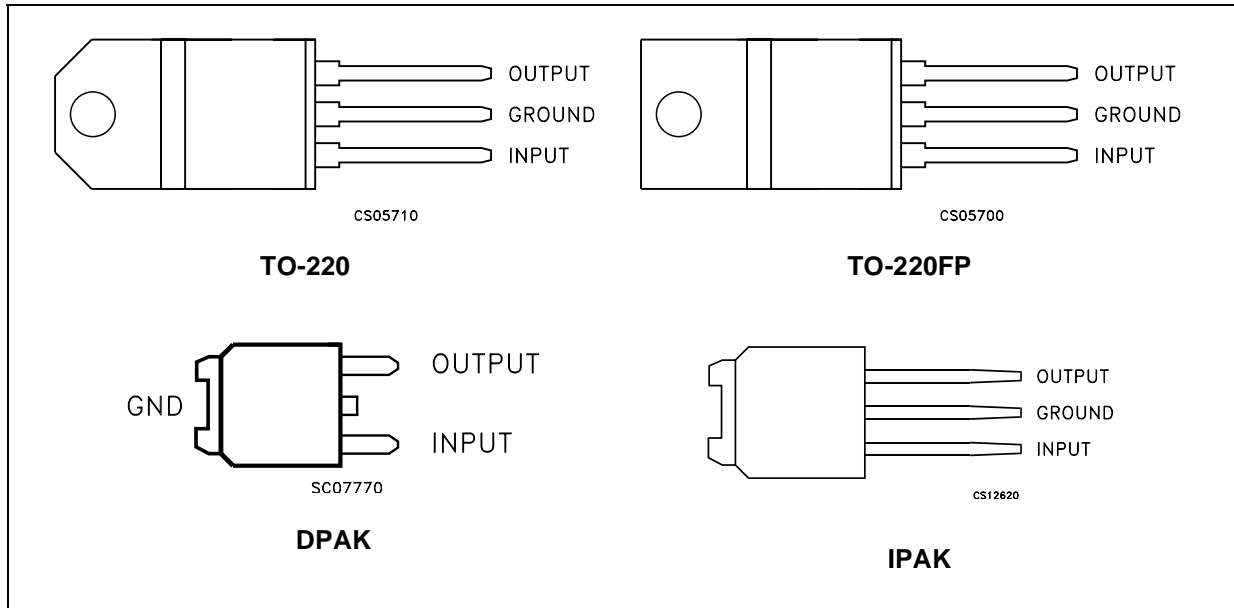 OUTPUT
GROUND
INPUT
CS05710
TO-220
OUTPUT
GROUND
INPUT
CS05700
TO-220FP
GND
OUTPUT
INPUT
SC07770
DPAK
OUTPUT
GROUND
INPUT
CS12620
IPAK